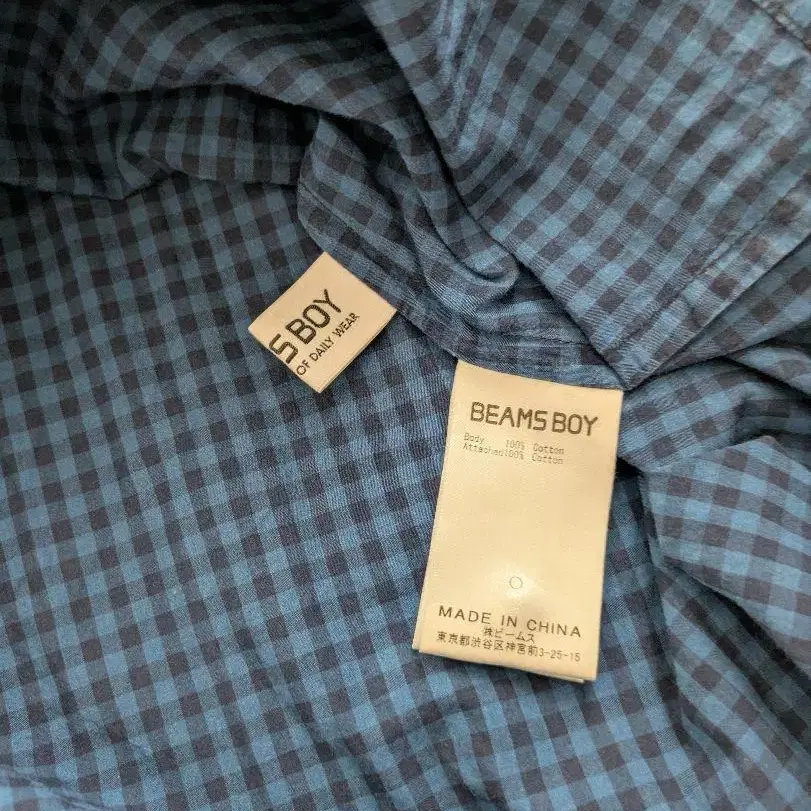 S BOY
OF DAILY WEAR
BEAMS BOY
Body 100% Cotton
Attached100% Cotton
MADE IN CHINA
㈱ビームス
東京都渋谷区神宮前3-25-15